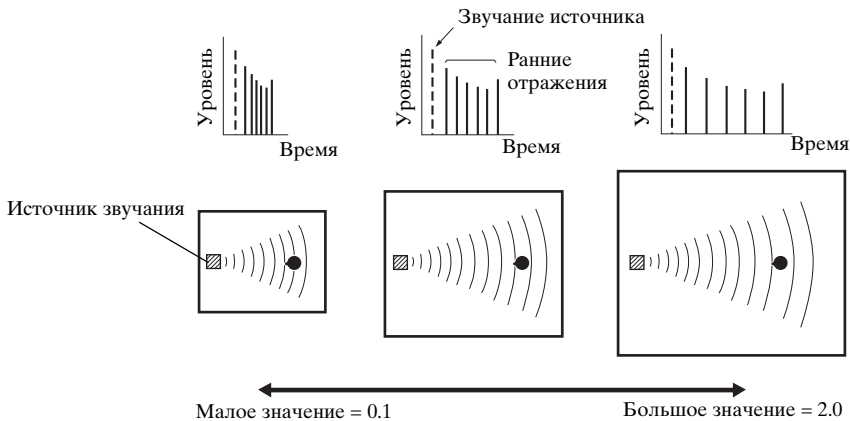 Звучание источника
Уровень
Время
Уровень
Ранние
отражения
Время
Уровень
Время
Источник звучания
Малое значение = 0.1
Большое значение = 2.0